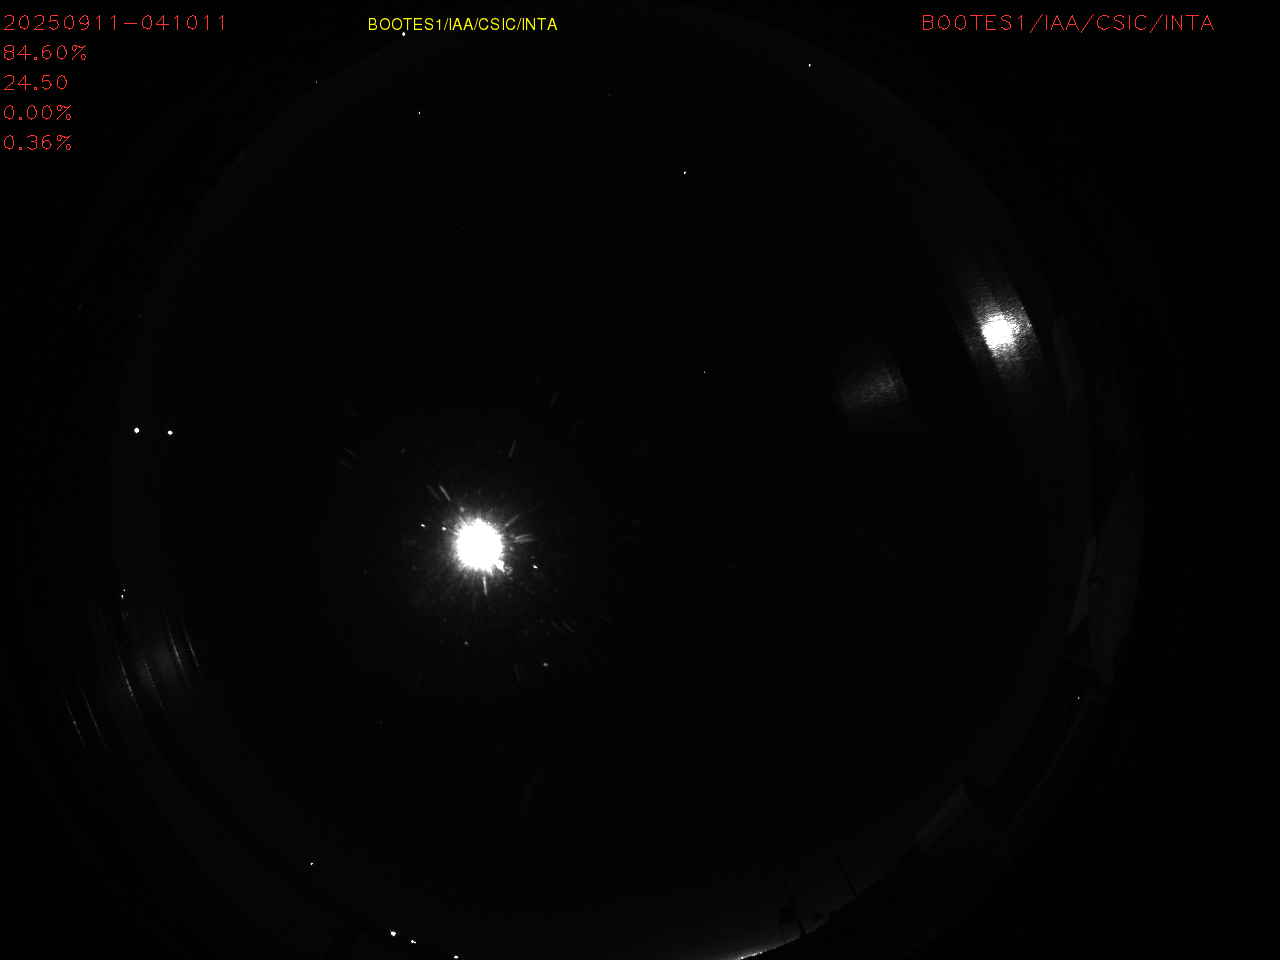 20250911-041011
BOOTES1/IAA/CSIC/INTA
BOOTES1/IAA/CSIC/INTA
84.60%
24.50
0.00%
0.36%